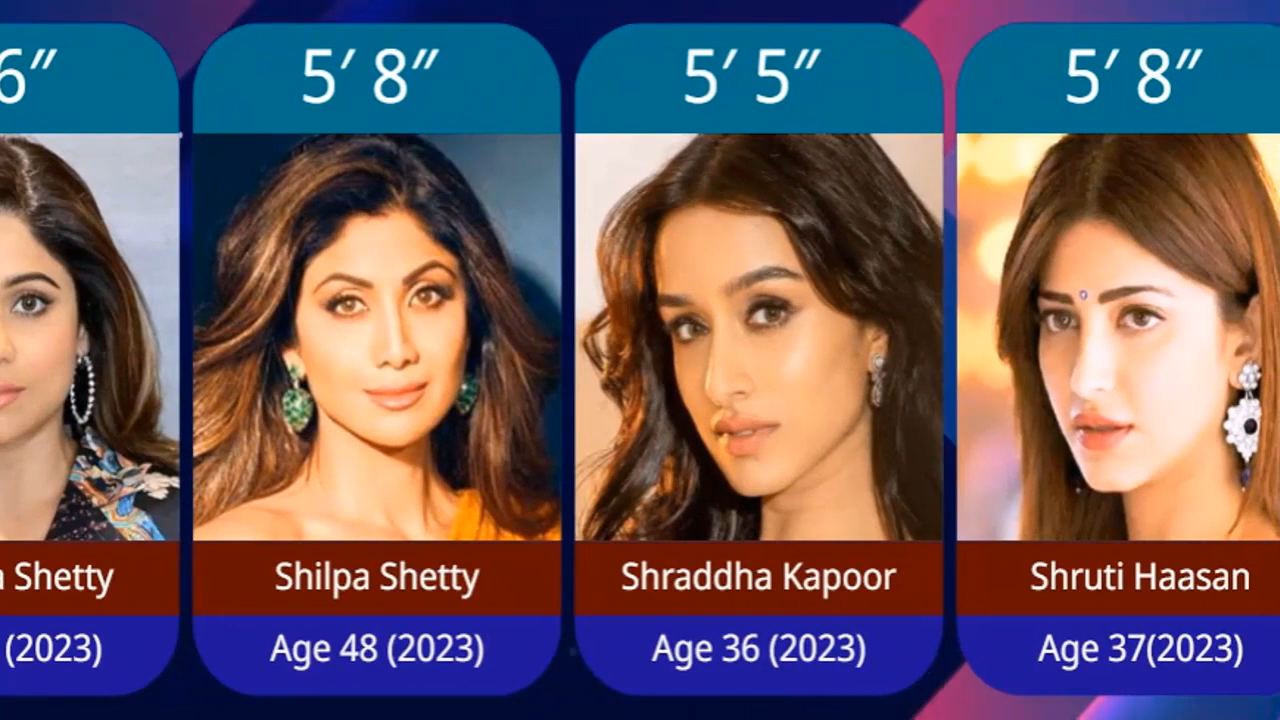 6″
5′ 8″
5′ 5″
5′ 8″
Shetty
Shilpa Shetty
Shraddha Kapoor
Shruti Haasan
(2023)
Age 48 (2023)
Age 36 (2023)
Age 37(2023)